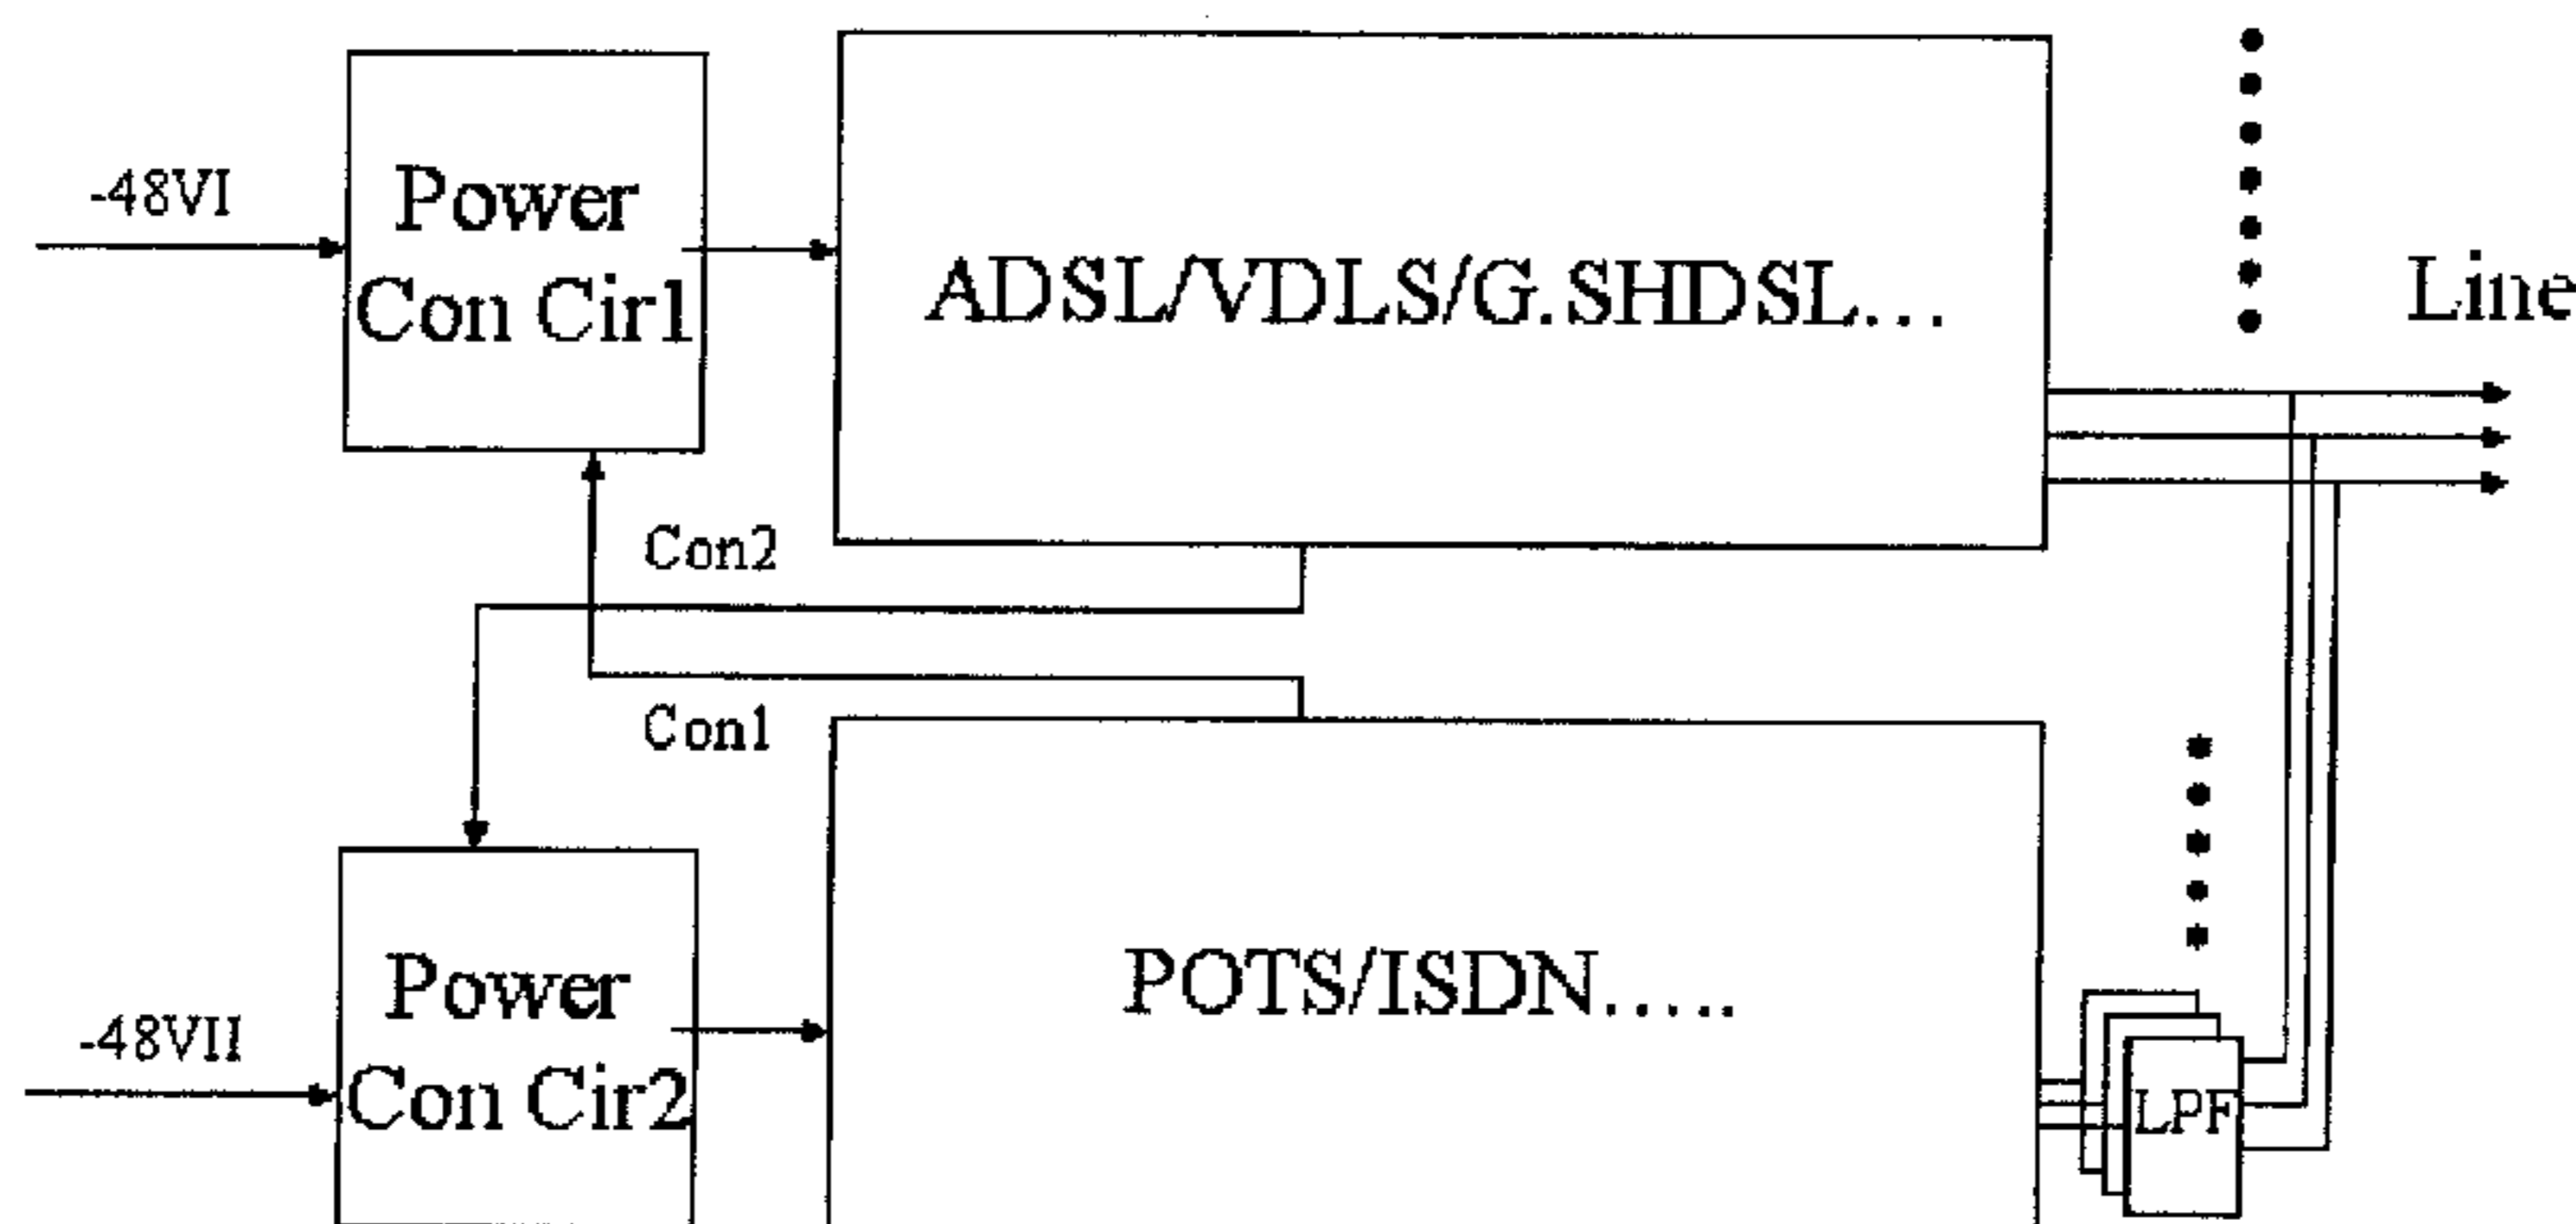 -48VI
Power
Con Cir1
ADSL/VDLS/G.SHDSL...
Line
Con2
Con1
-48VII
Power
Con Cir2
POTS/ISDN.....
LPF